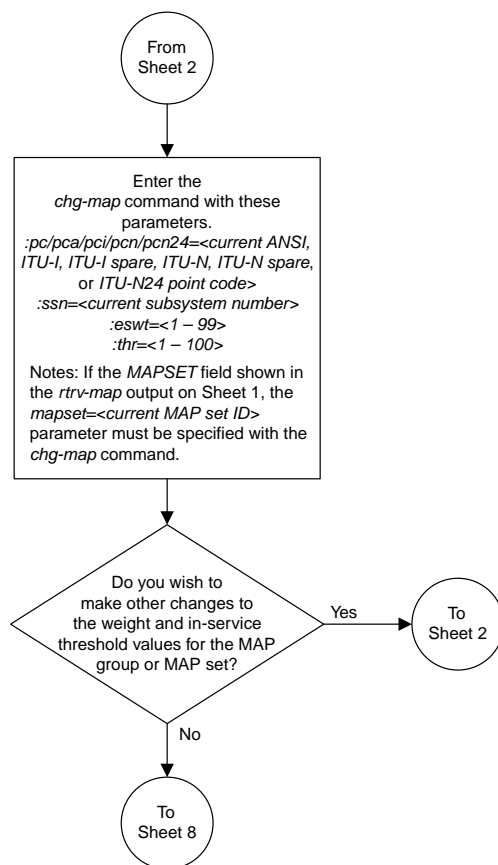 From
Sheet 2
Enter the
chg-map command with these
parameters.
:pc/pca/pci/pcn/pcn24=<current ANSI,
ITU-I, ITU-I spare, ITU-N, ITU-N spare,
or ITU-N24 point code>
:ssn=<current subsystem number>
:eswt=<1 – 99>
:thr=<1 – 100>
Notes: If the MAPSET field shown in
the rtrv-map output on Sheet 1, the
mapset=<current MAP set ID>
parameter must be specified with the
chg-map command.
Do you wish to
make other changes to
the weight and in-service
threshold values for the MAP
group or MAP set?
Yes
To
Sheet 2
No
To
Sheet 8